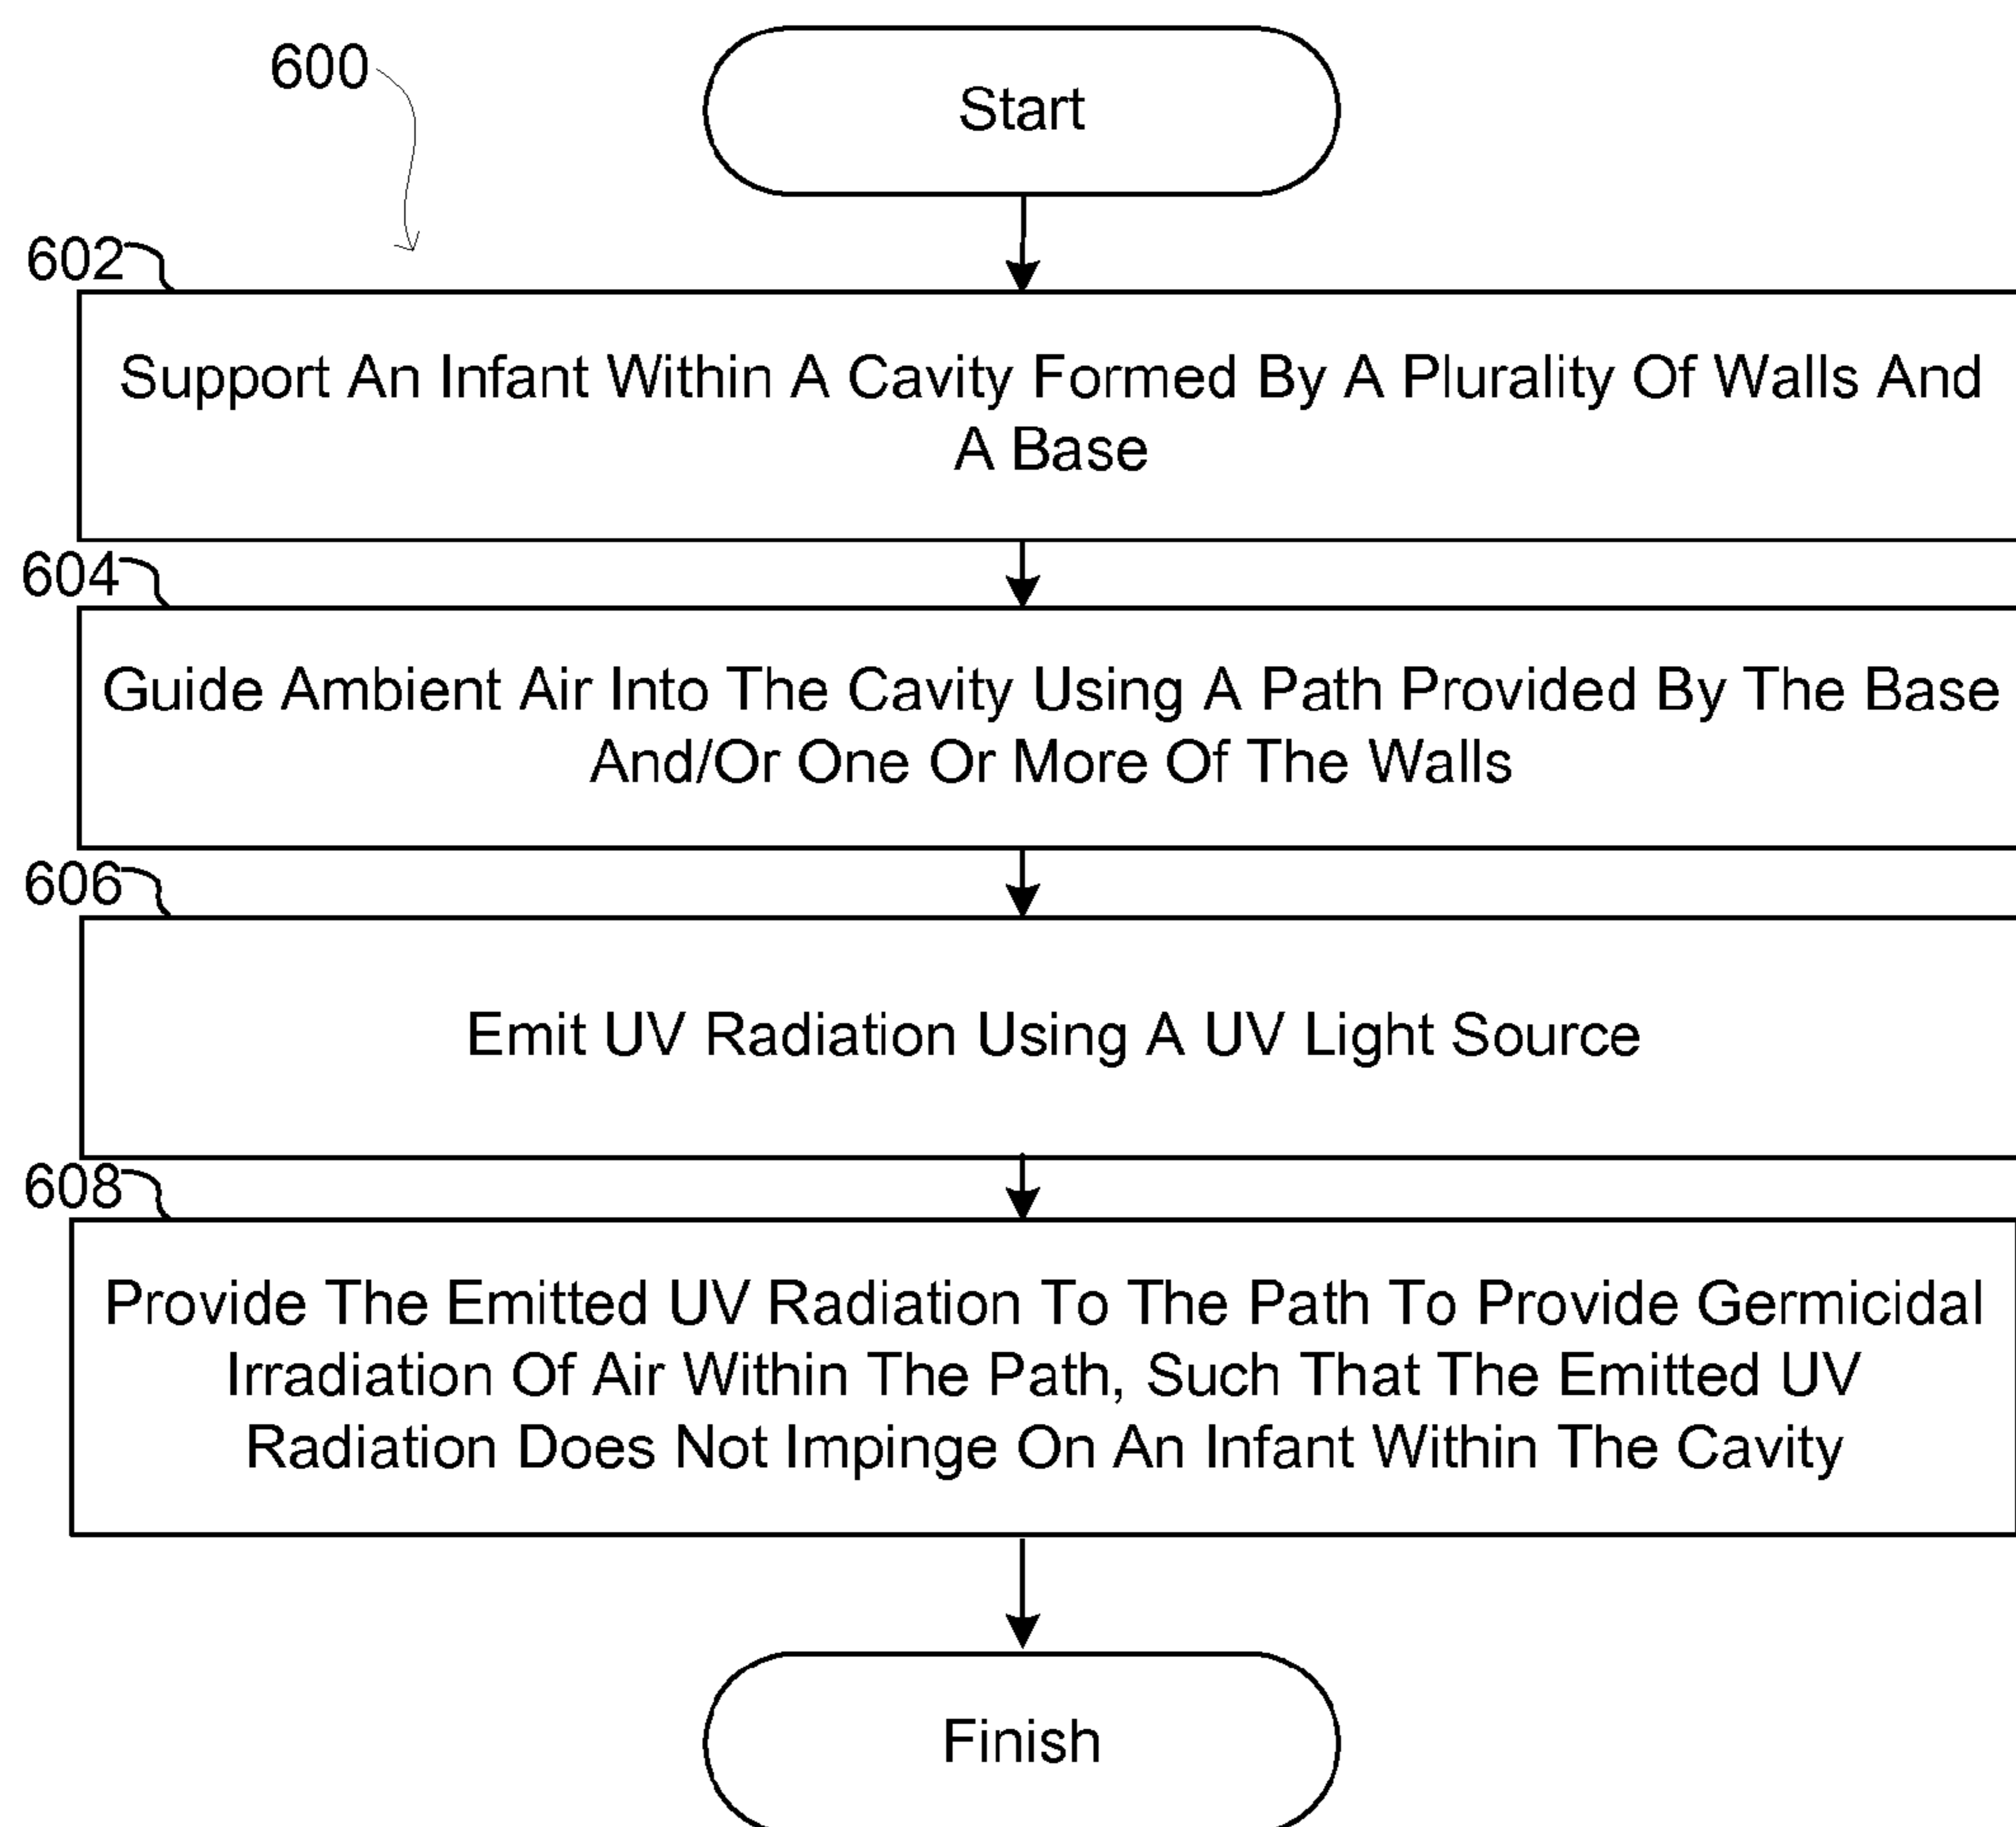 600
Start
602
Support An Infant Within A Cavity Formed By A Plurality Of Walls And
A Base
604
Guide Ambient Air Into The Cavity Using A Path Provided By The Base
And/Or One Or More Of The Walls
606
Emit UV Radiation Using A UV Light Source
608
Provide The Emitted UV Radiation To The Path To Provide Germicidal
Irradiation Of Air Within The Path, Such That The Emitted UV
Radiation Does Not Impinge On An Infant Within The Cavity
Finish